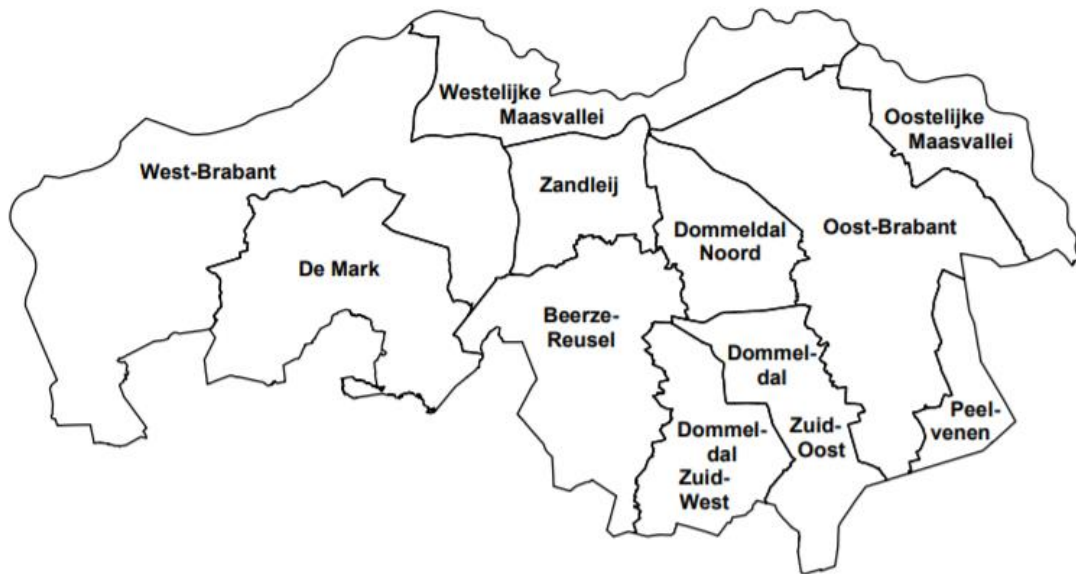 Westelijke
Maasvallei
Oostelijke
Maasvallei
West-Brabant
Zandleij
Dommeldal
Noord
Oost-Brabant
De Mark
Beerze-
Reusel
Dommel-
dal
Zuid-
Oost
Peel-
venen
Dommel-
dal
Zuid-
West